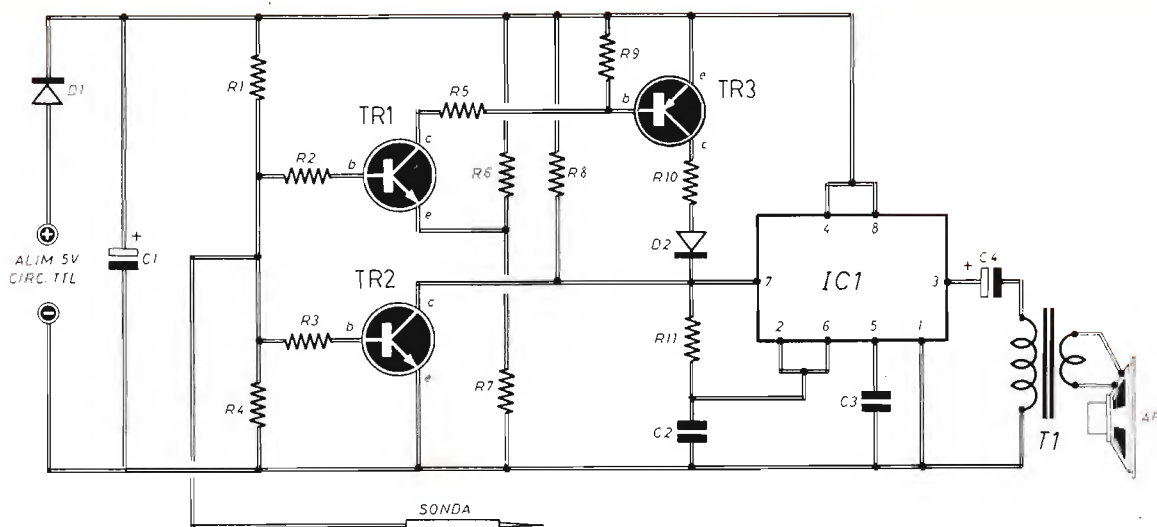 D1
ALIM. 5V
CIRC. TTL
+
C1
R1
R2
b
TR1
c
e
R5
R9
b
e
TR3
c
R6
R8
R10
D2
TR2
R3
b
c
e
R4
R7
R11
C2
4
8
7
IC1
3
2
6
5
1
C3
+
C4
T1
AP
SONDA